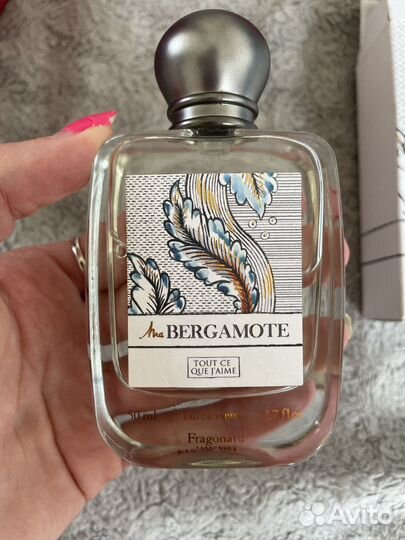 Ma BERGAMOTE
TOUT CE
QUE J'AIME
50 ml EAU DE PARFUM 1.7 fl oz
Fragonard
Avito